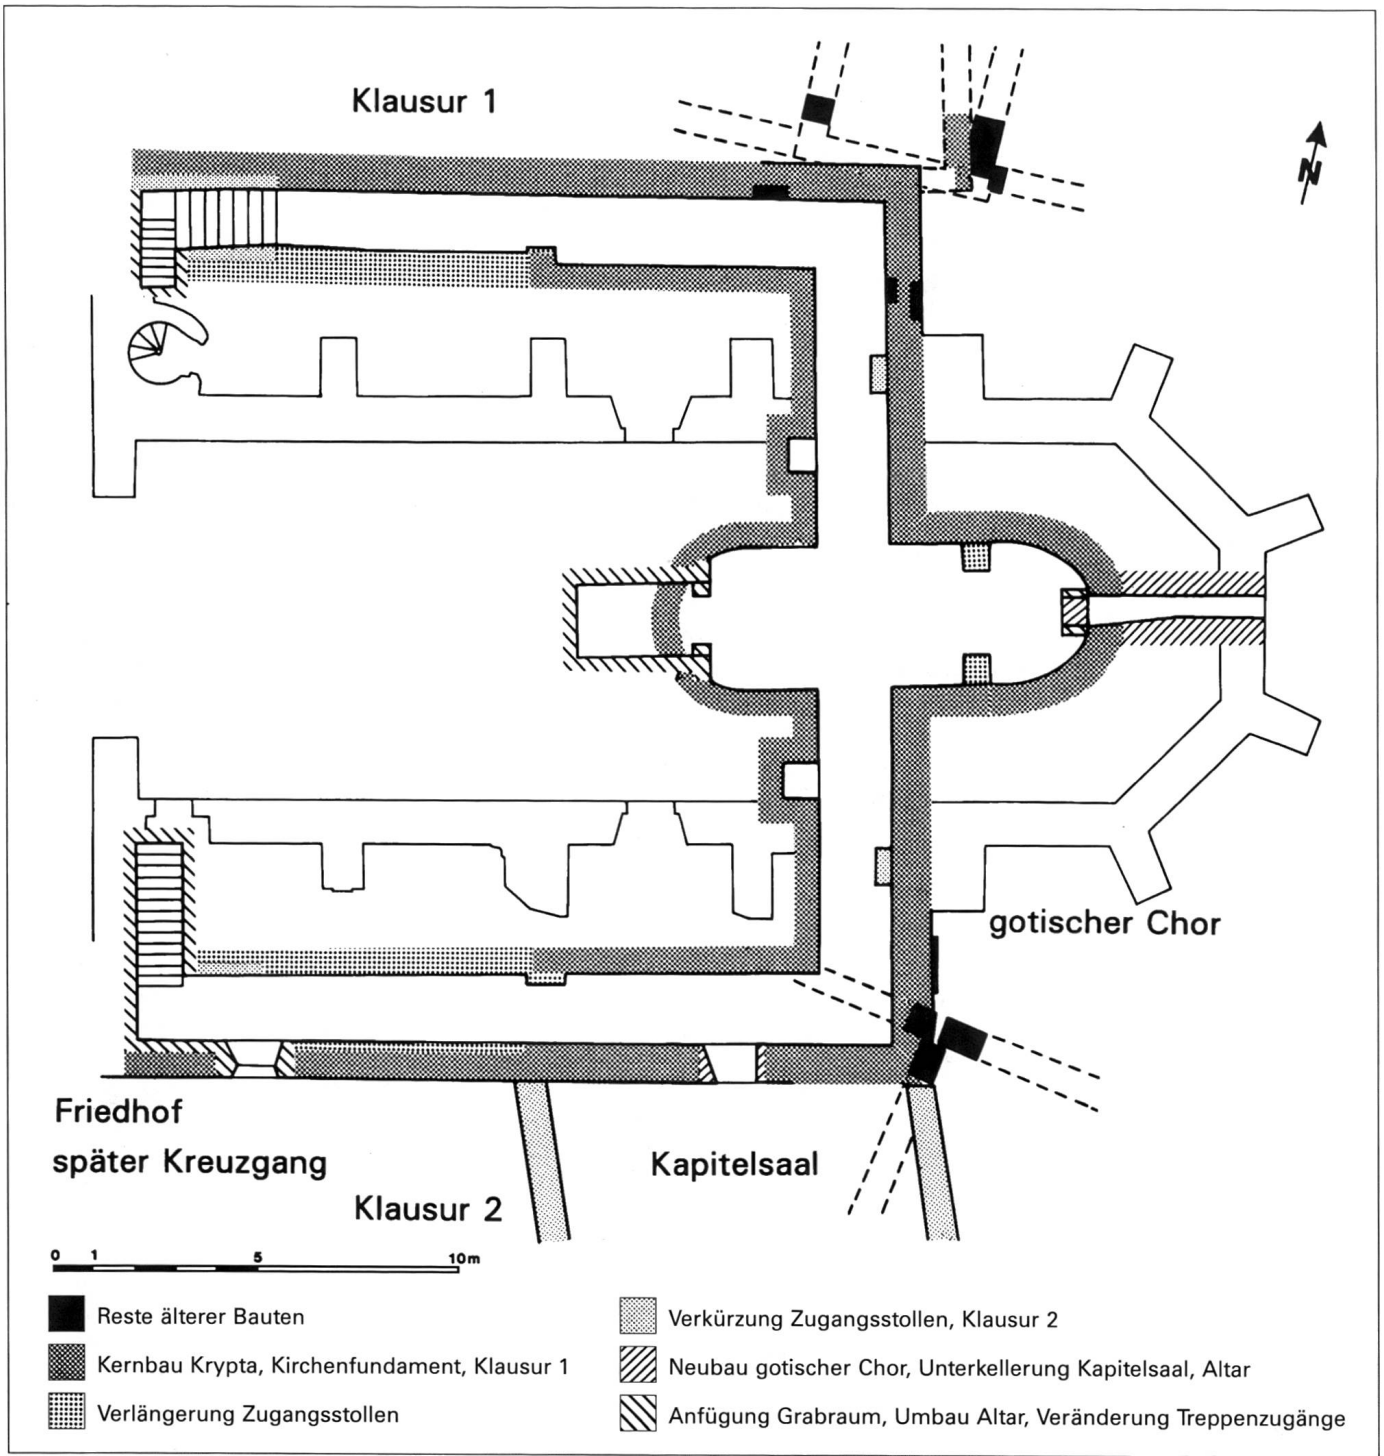 Klausur 1
N
gotischer Chor
Friedhof
später Kreuzgang
Kapitelsaal
Klausur 2
0 1 5 10m
Reste älterer Bauten
Kernbau Krypta, Kirchenfundament, Klausur 1
Verlängerung Zugangsstollen
Verkürzung Zugangsstollen, Klausur 2
Neubau gotischer Chor, Unterkellerung Kapitelsaal, Altar
Anfügung Grabraum, Umbau Altar, Veränderung Treppenzugänge